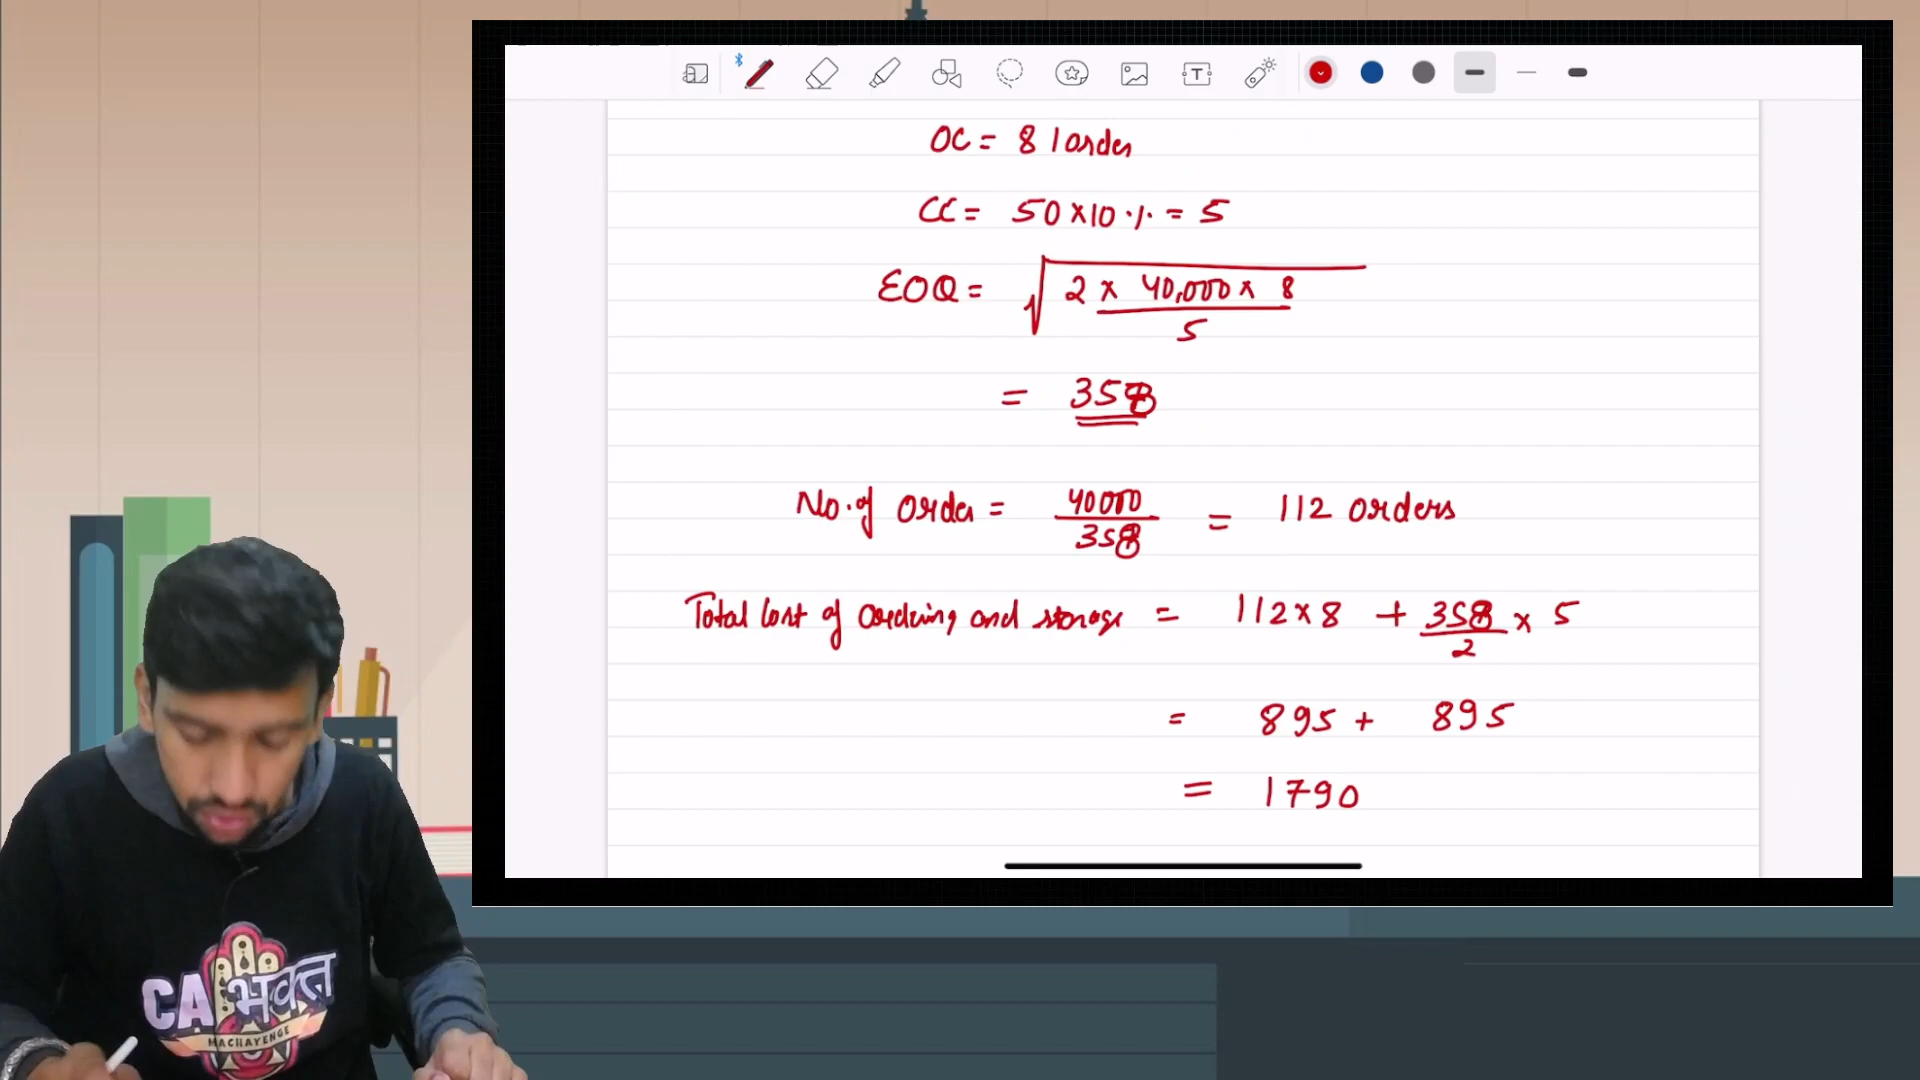 OC = 8 / order
CC = 50 × 10 % = 5
EOQ = √ 2 × 40,000 × 8
5
= 358
No. of Order = 40000 = 112 orders
358
Total Cost of Ordering and storage = 112 × 8 + 358 × 5
2
= 895 + 895
= 1790
CA भक्त
MACHAYENGE